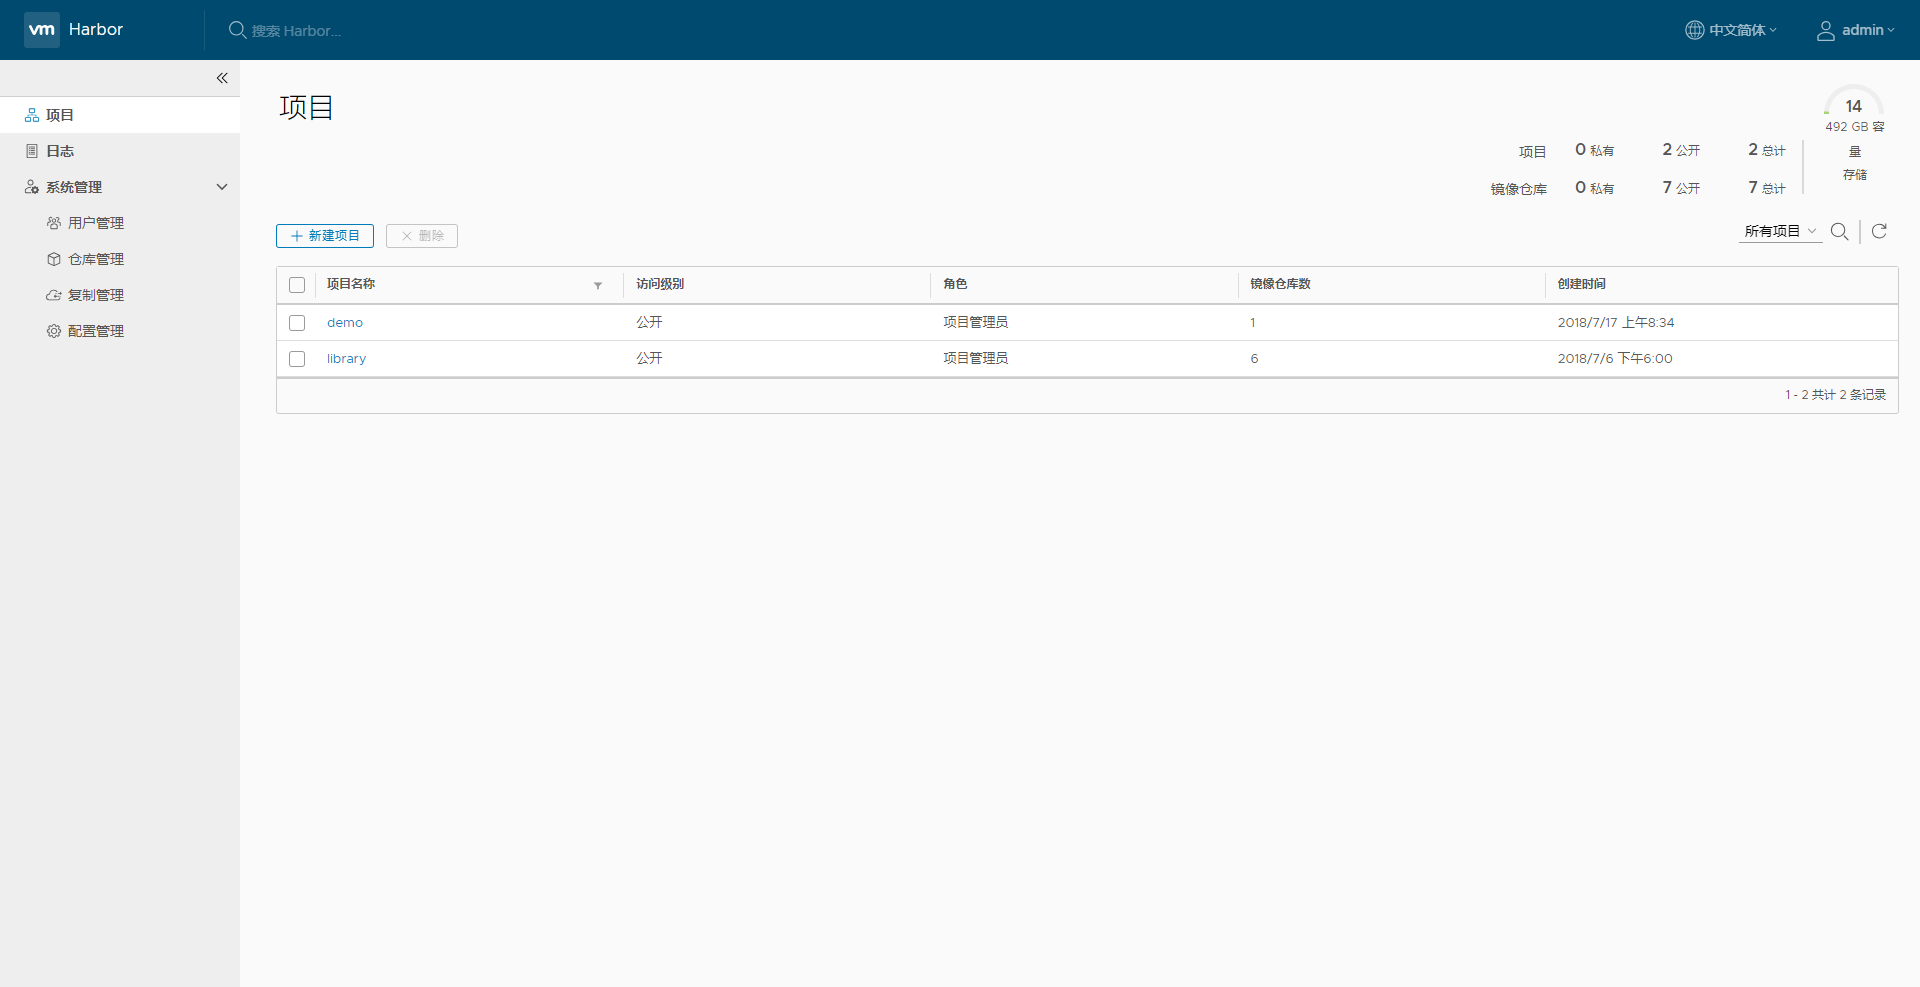 vm Harbor
搜索 Harbor...
中文简体
admin
项目
日志
系统管理
用户管理
仓库管理
复制管理
配置管理
项目
14
492 GB 容
量
存储
项目 0 私有 2 公开 2 总计
镜像仓库 0 私有 7 公开 7 总计
新建项目
删除
所有项目
项目名称 访问级别 角色 镜像仓库数 创建时间
demo 公开 项目管理员 1 2018/7/17 上午8:34
library 公开 项目管理员 6 2018/7/6 下午6:00
1 - 2 共计 2 条记录